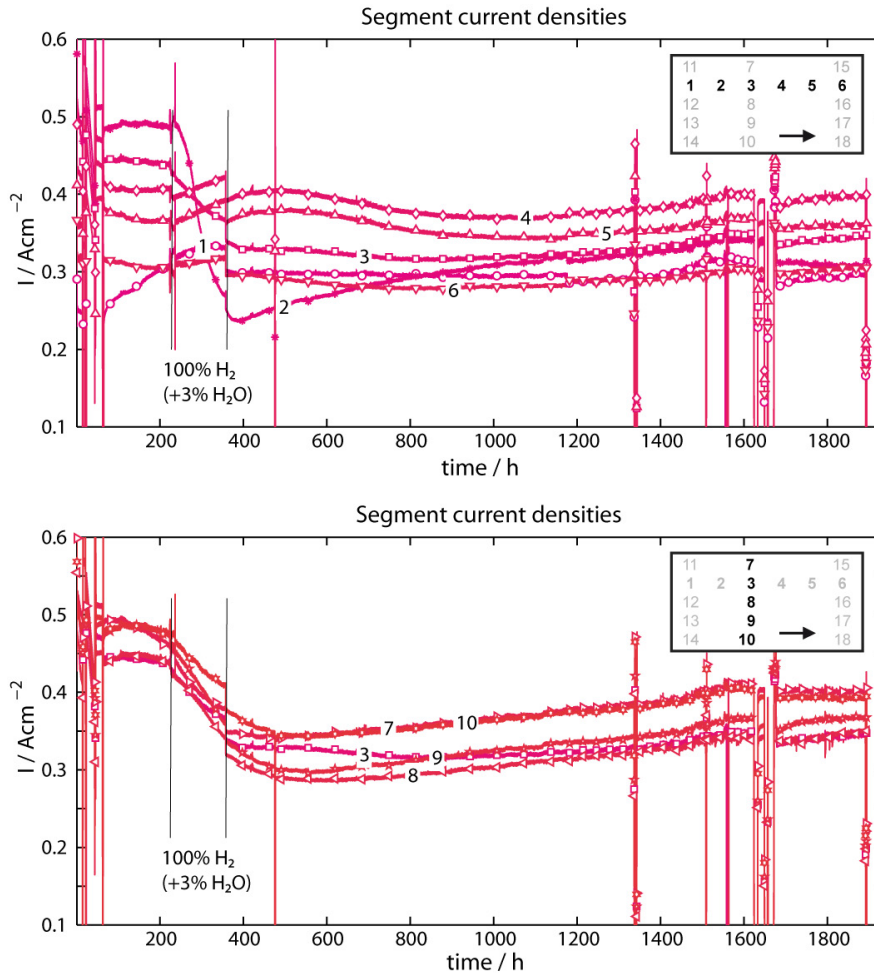 Segment current densities
I / Acm⁻²
0.6
0.5
0.4
0.3
0.2
0.1
11 7 15
1 2 3 4 5 6
12 8 16
13 9 17
14 10 18
1
2
3
4
5
6
100% H₂
(+3% H₂O)
200 400 600 800 1000 1200 1400 1600 1800
time / h
Segment current densities
I / Acm⁻²
0.6
0.5
0.4
0.3
0.2
0.1
11 7 15
1 2 3 4 5 6
12 8 16
13 9 17
14 10 18
7 10
3 9
8
100% H₂
(+3% H₂O)
200 400 600 800 1000 1200 1400 1600 1800
time / h